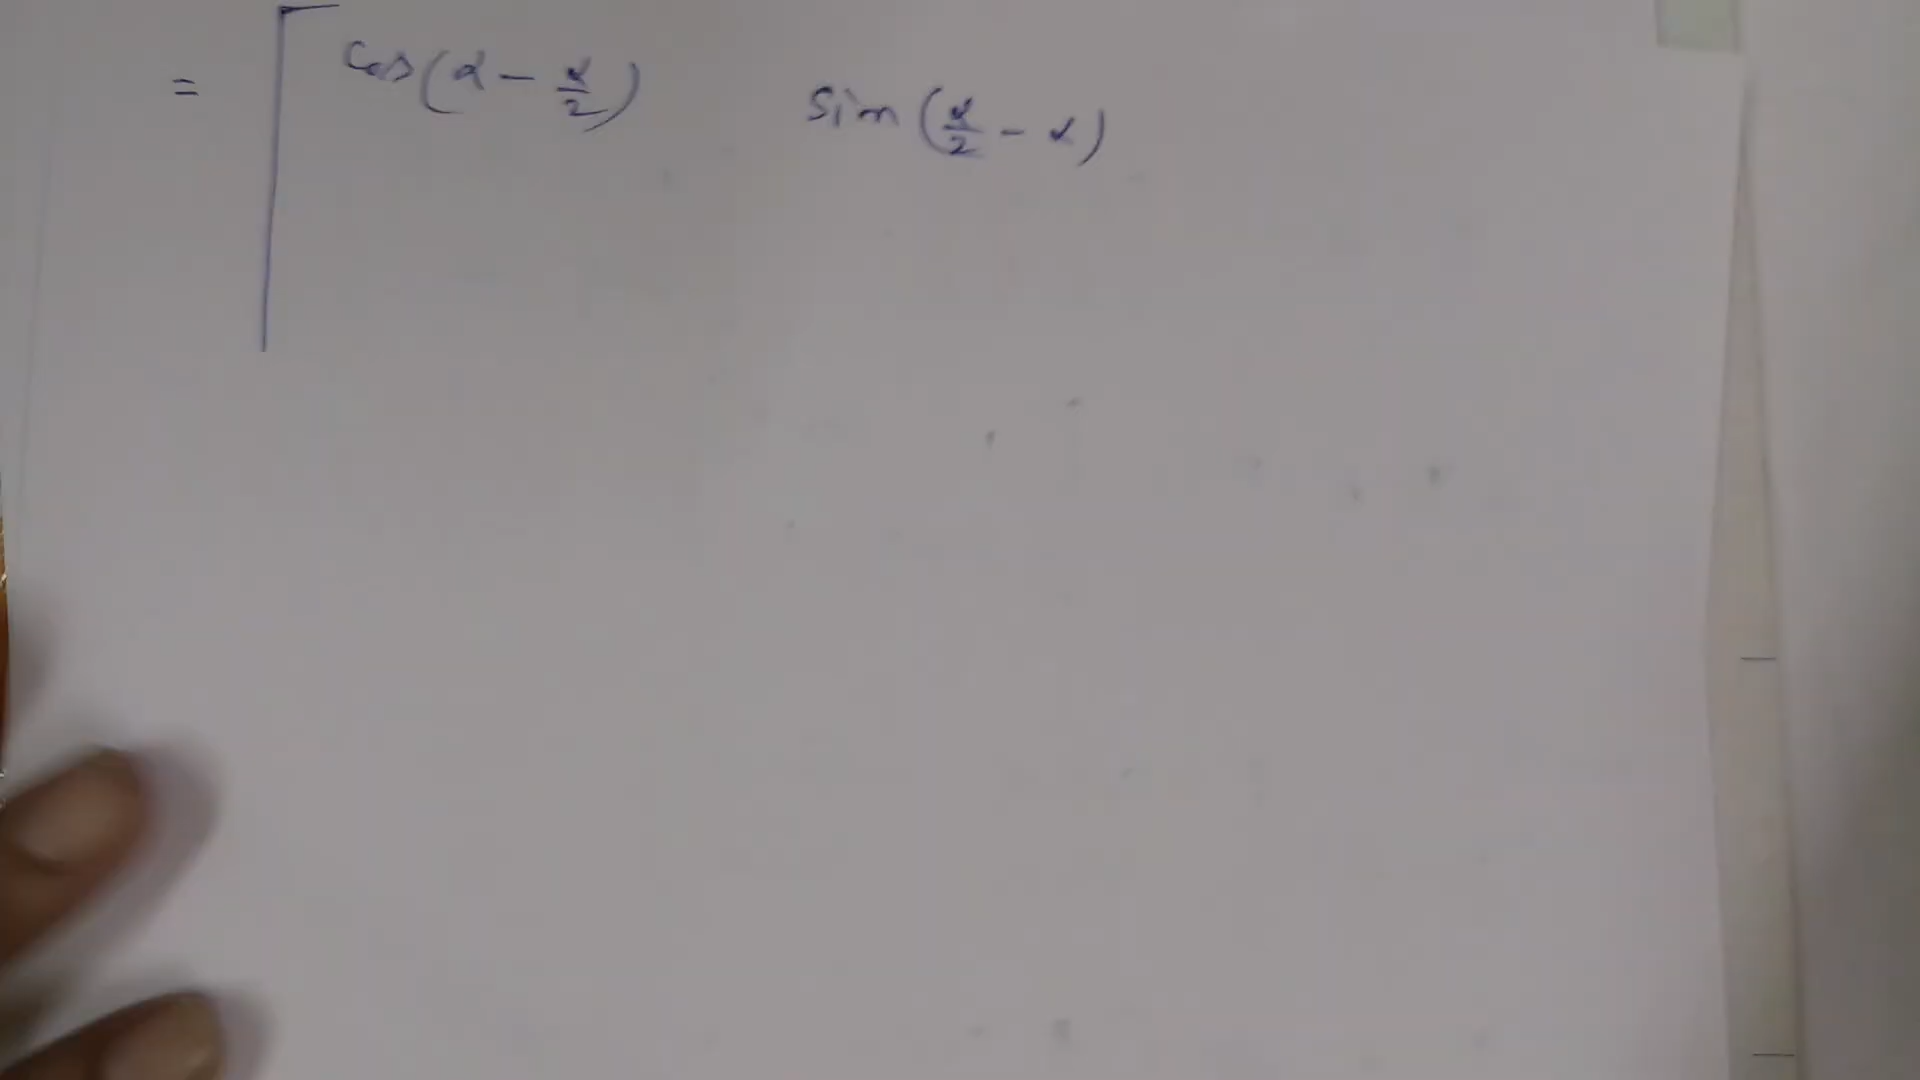 = [ Cos(α - α/2) Sin(α/2 - α)